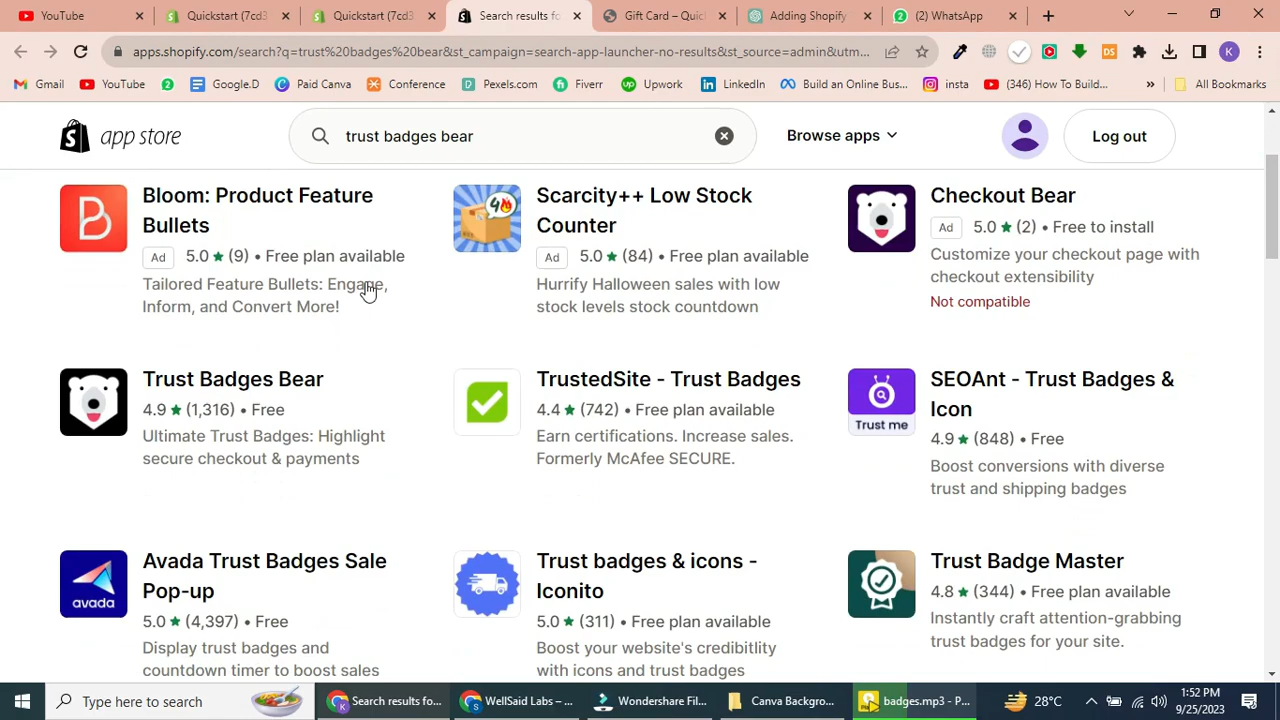 YouTube
Quickstart (7cd3
Quickstart (7cd3
Search results fo
Gift Card – Quick
Adding Shopify
(2) WhatsApp
apps.shopify.com/search?q=trust%20badges%20bear&st_campaign=search-app-launcher-no-results&st_source=admin&utm...
DS
K
Gmail
YouTube
2
Google.D
Paid Canva
Conference
Pexels.com
Fiverr
Upwork
LinkedIn
Build an Online Bus...
insta
(346) How To Build...
»
All Bookmarks
app store
trust badges bear
Browse apps
Log out
Bloom: Product Feature
Bullets
Ad 5.0 ★ (9) • Free plan available
Tailored Feature Bullets: Engage,
Inform, and Convert More!
Scarcity++ Low Stock
Counter
Ad 5.0 ★ (84) • Free plan available
Hurrify Halloween sales with low
stock levels stock countdown
Checkout Bear
Ad 5.0 ★ (2) • Free to install
Customize your checkout page with
checkout extensibility
Not compatible
Trust Badges Bear
4.9 ★ (1,316) • Free
Ultimate Trust Badges: Highlight
secure checkout & payments
TrustedSite - Trust Badges
4.4 ★ (742) • Free plan available
Earn certifications. Increase sales.
Formerly McAfee SECURE.
Trust me
SEOAnt - Trust Badges &
Icon
4.9 ★ (848) • Free
Boost conversions with diverse
trust and shipping badges
AVADA
Avada Trust Badges Sale
Pop-up
5.0 ★ (4,397) • Free
Display trust badges and
countdown timer to boost sales
Trust badges & icons -
Iconito
5.0 ★ (311) • Free plan available
Boost your website's credibitlity
with icons and trust badges
Trust Badge Master
4.8 ★ (344) • Free plan available
Instantly craft attention-grabbing
trust badges for your site.
Type here to search
Search results fo...
WellSaid Labs – ...
Wondershare Fil...
Canva Backgro...
badges.mp3 - P...
28°C
1:52 PM
9/25/2023